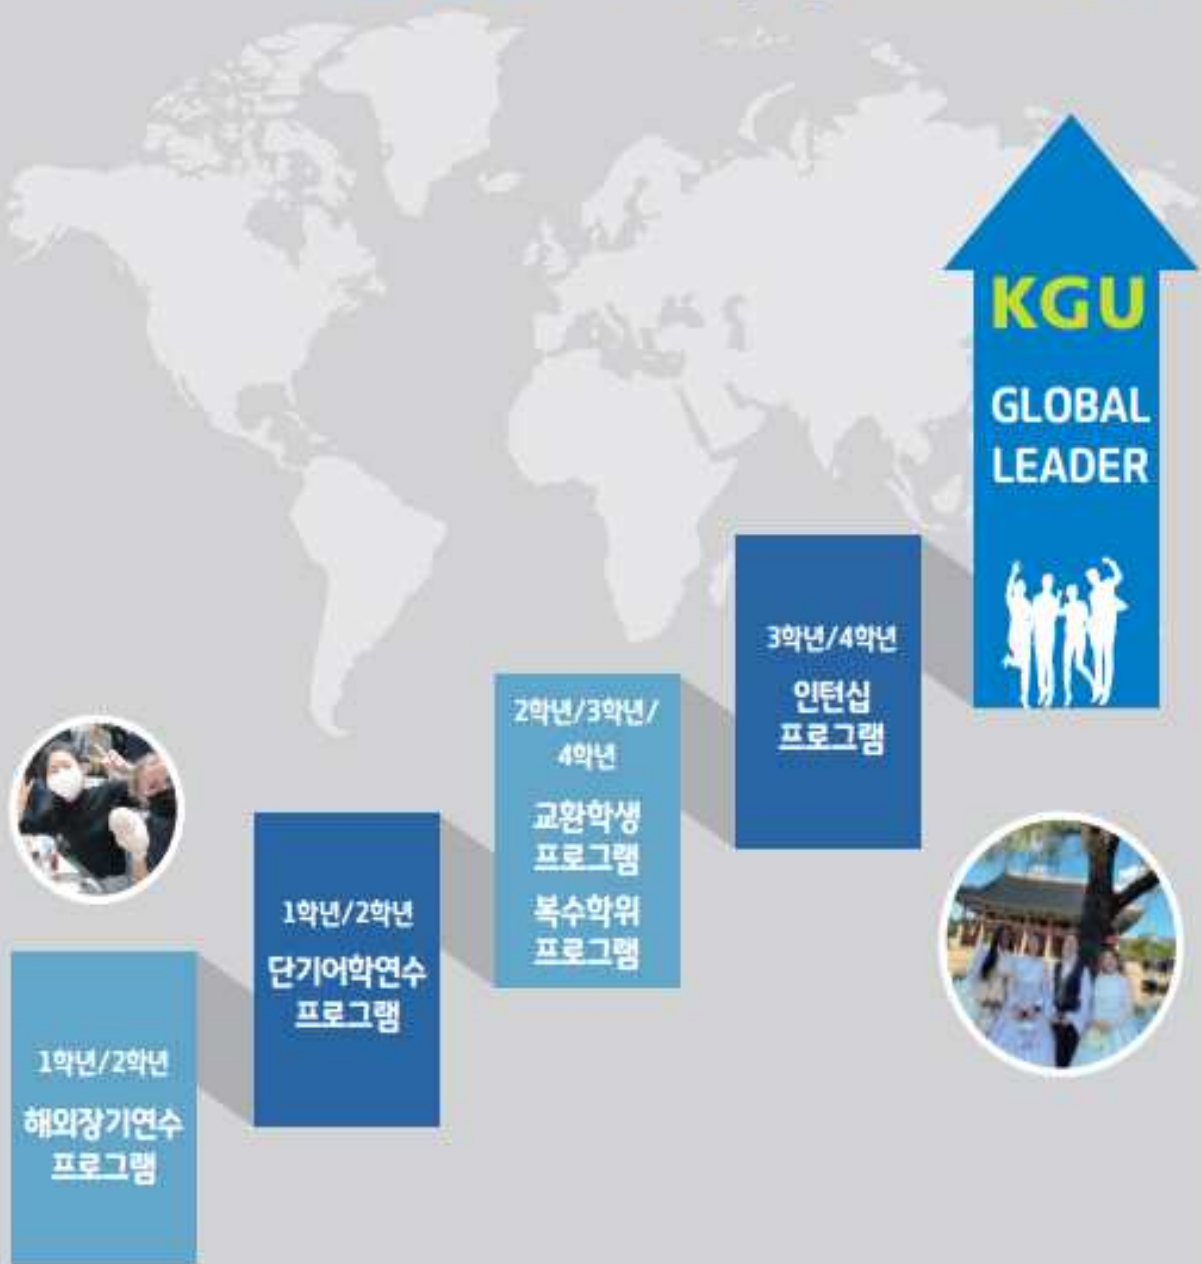 KGU
GLOBAL
LEADER
3학년/4학년
인턴십
프로그램
2학년/3학년/
4학년
교환학생
프로그램
복수학위
프로그램
1학년/2학년
단기어학연수
프로그램
1학년/2학년
해외장기연수
프로그램